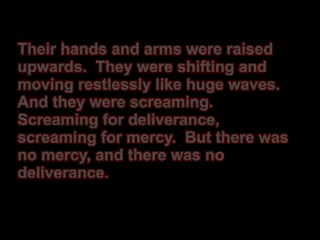 Their hands and arms were raised
upwards.  They were shifting and
moving restlessly like huge waves.
And they were screaming.
Screaming for deliverance,
screaming for mercy.  But there was
no mercy, and there was no
deliverance.